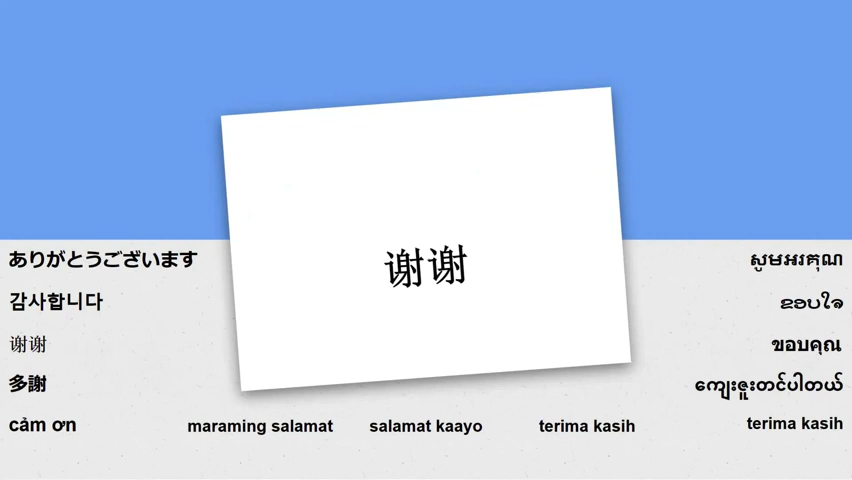 谢谢
ありがとうございます
감사합니다
谢谢
多謝
cảm ơn
maraming salamat
salamat kaayo
terima kasih
សូមអរគុណ
ຂອບໃຈ
ขอบคุณ
ကျေးဇူးတင်ပါတယ်
terima kasih